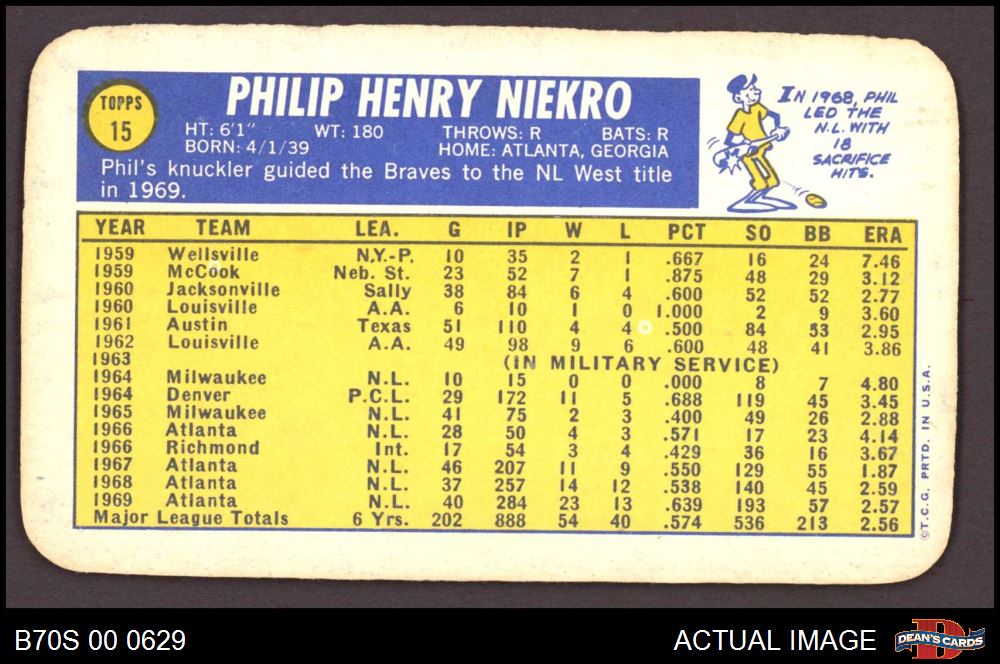 TOPPS
15
PHILIP HENRY NIEKRO
HT: 6'1" WT: 180 THROWS: R BATS: R
BORN: 4/1/39 HOME: ATLANTA, GEORGIA
Phil's knuckler guided the Braves to the NL West title
in 1969.
IN 1968, PHIL
LED THE
N.L. WITH
18
SACRIFICE
HITS.
YEAR TEAM LEA. G IP W L PCT SO BB ERA
1959 Wellsville N.Y.-P. 10 35 2 1 .667 16 24 7.46
1959 McCook Neb. St. 23 52 7 1 .875 48 29 3.12
1960 Jacksonville Sally 38 84 6 4 .600 52 52 2.77
1960 Louisville A.A. 6 10 1 0 1.000 2 9 3.60
1961 Austin Texas 51 110 4 4 .500 84 53 2.95
1962 Louisville A.A. 49 98 9 6 .600 48 41 3.86
1963 (IN MILITARY SERVICE)
1964 Milwaukee N.L. 10 15 0 0 .000 8 7 4.80
1964 Denver P.C.L. 29 172 11 5 .688 119 45 3.45
1965 Milwaukee N.L. 41 75 2 3 .400 49 26 2.88
1966 Atlanta N.L. 28 50 4 3 .571 17 23 4.14
1966 Richmond Int. 17 54 3 4 .429 36 16 3.67
1967 Atlanta N.L. 46 207 11 9 .550 129 55 1.87
1968 Atlanta N.L. 37 257 14 12 .538 140 45 2.59
1969 Atlanta N.L. 40 284 23 13 .639 193 57 2.57
Major League Totals 6 Yrs. 202 888 54 40 .574 536 213 2.56
©T.C.G. PRTD. IN U.S.A.
B70S 00 0629
ACTUAL IMAGE
DEAN'S CARDS